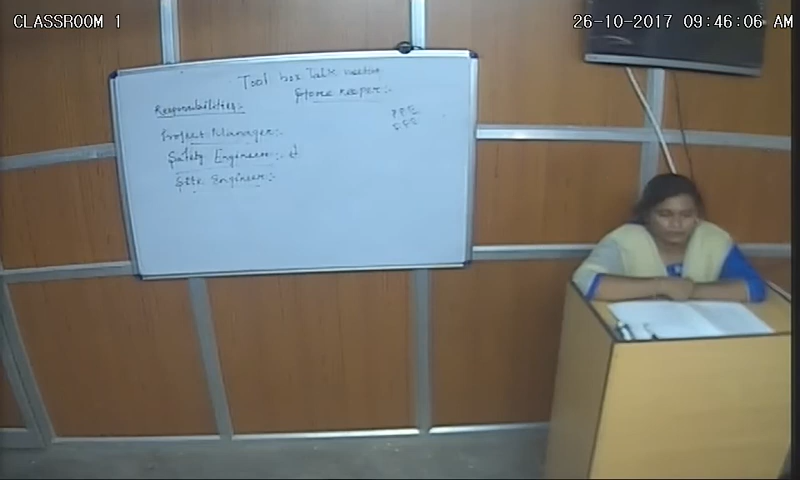 CLASSROOM 1
26-10-2017 09:46:06 AM
Tool box Talk meeting
Store keeper:-
Responsibilities:-
PPE
Project Manager:-
Safety Engineer:-
Site Engineer:-